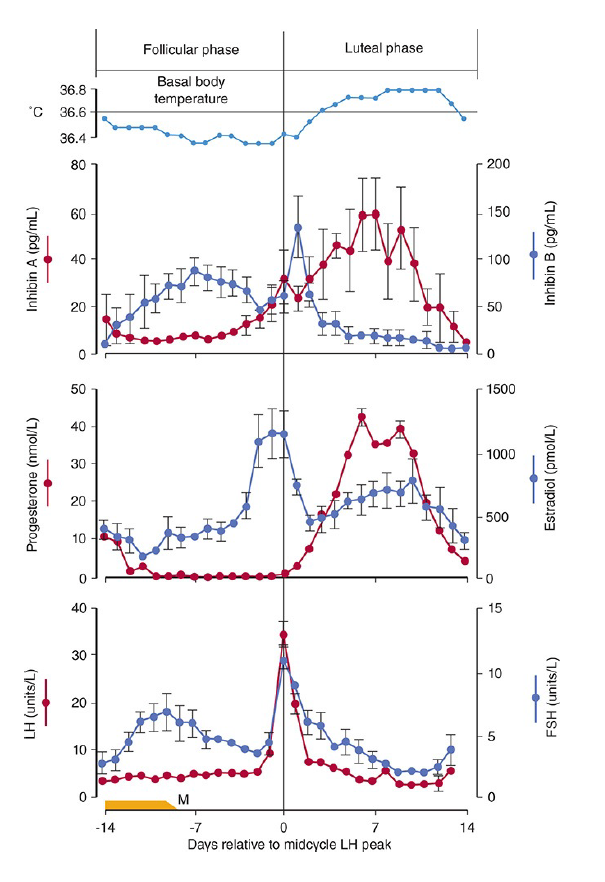 Follicular phase
Luteal phase
Basal body
temperature
°C
36.8
36.6
36.4
80
60
40
20
0
Inhibin A (pg/mL)
200
150
100
50
0
Inhibin B (pg/mL)
50
40
30
20
10
0
Progesterone (nmol/L)
1500
1000
500
0
Estradiol (pmol/L)
40
30
20
10
0
LH (units/L)
15
10
5
0
FSH (units/L)
M
-14 -7 0 7 14
Days relative to midcycle LH peak